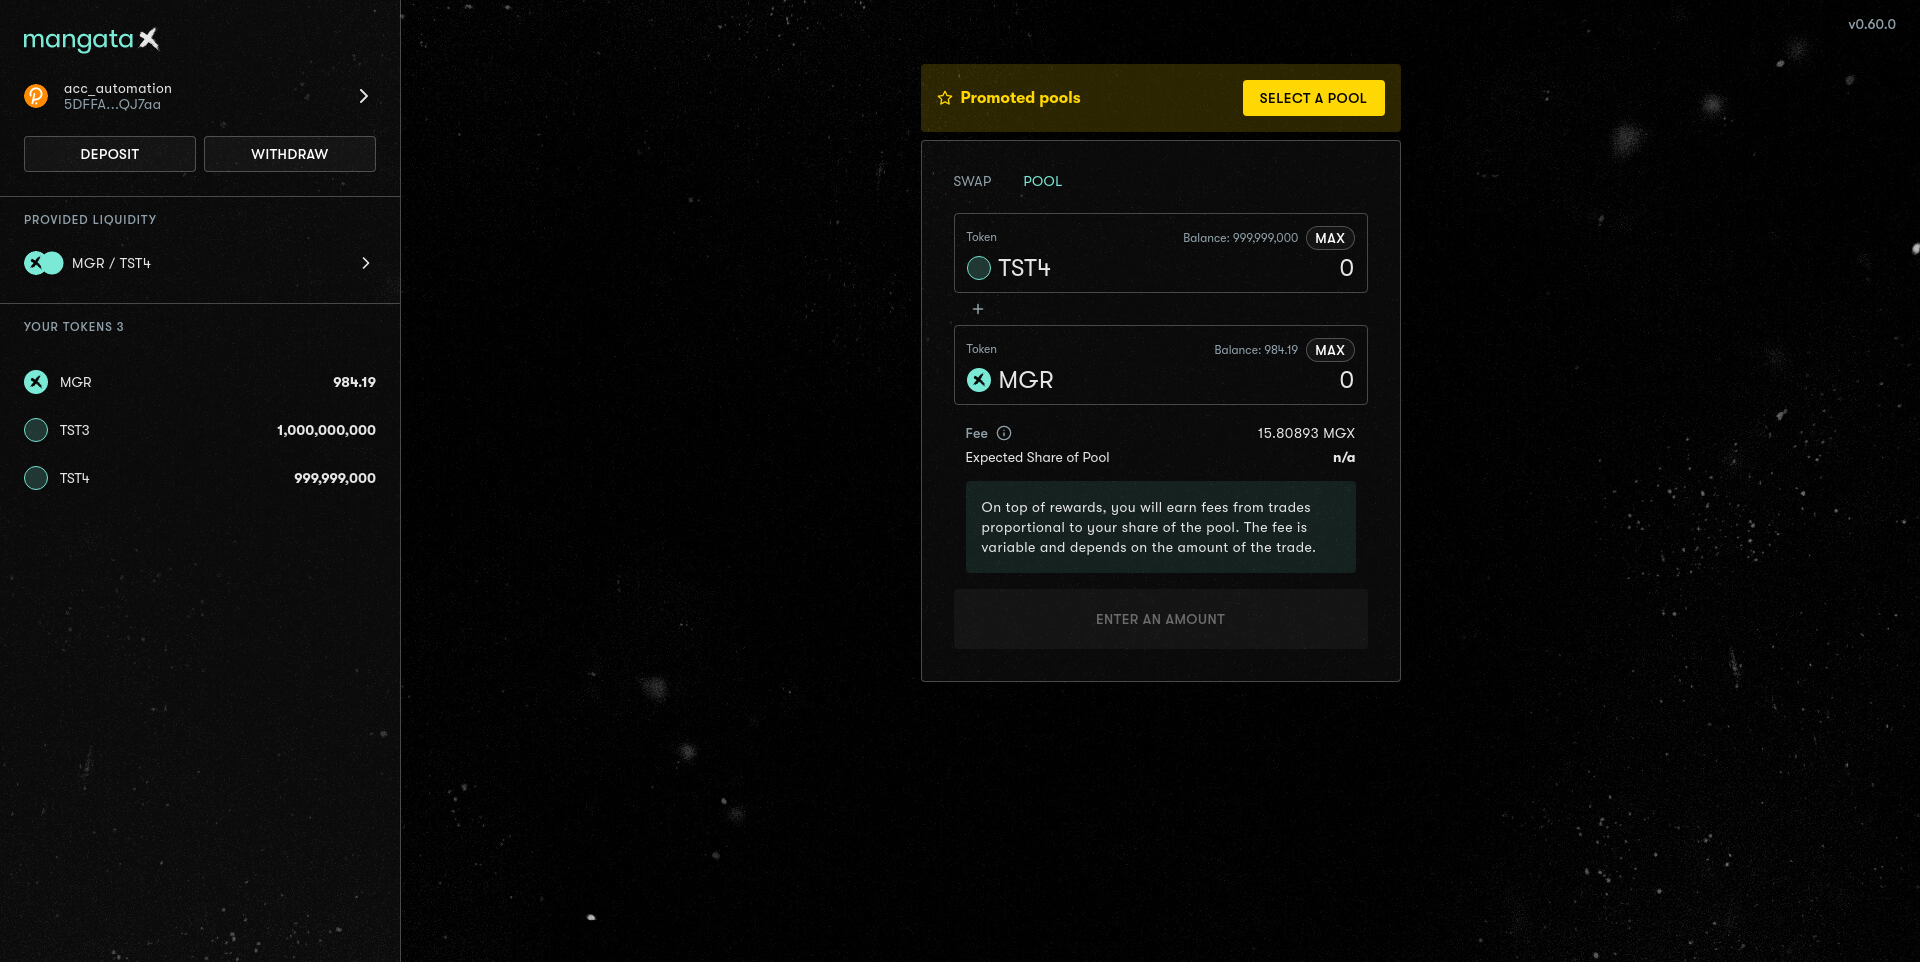 mangata
acc_automation
5DFFA...QJ7aa
DEPOSIT
WITHDRAW
PROVIDED LIQUIDITY
MGR / TST4
YOUR TOKENS 3
MGR
984.19
TST3
1,000,000,000
TST4
999,999,000
v0.60.0
Promoted pools
SELECT A POOL
SWAP
POOL
Token
Balance: 999,999,000
MAX
TST4
0
+
Token
Balance: 984.19
MAX
MGR
0
Fee
15.80893 MGX
Expected Share of Pool
n/a
On top of rewards, you will earn fees from trades
proportional to your share of the pool. The fee is
variable and depends on the amount of the trade.
ENTER AN AMOUNT